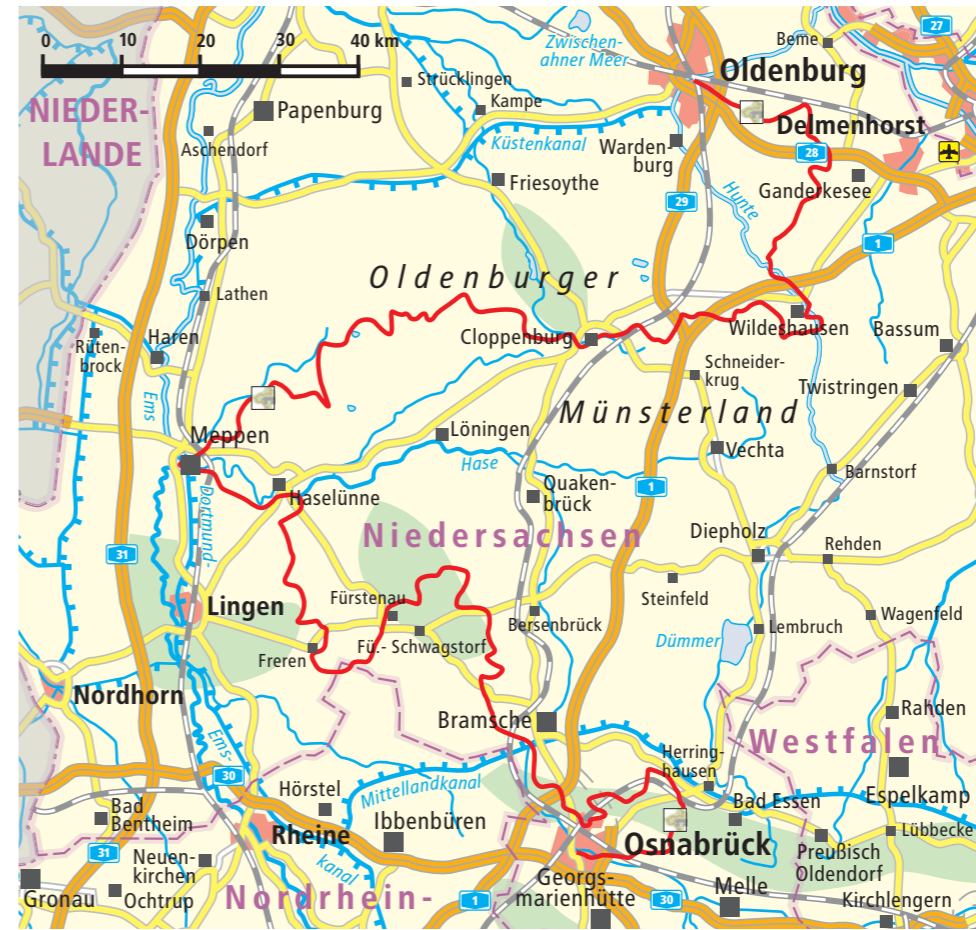 0 10 20 30 40 km
Zwischen-
ahner Meer
Berne
27
Oldenburg
Strücklingen
NIEDER-
LANDE
Papenburg
Kampe
Delmenhorst
Aschendorf
Küstenkanal
Warden-
burg
28
Friesoythe
Ganderkesee
29
Hunte
Dörpen
1
Oldenburger
Lathen
Rüten-
brock
Haren
Cloppenburg
Wildeshausen
Bassum
Schneider-
krug
Ems
Twistringen
Münsterland
Meppen
Löningen
Vechta
Hase
Barnstorf
Dortmund-
Haselünne
Quaken-
brück
1
Niedersachsen
Diepholz
31
Rehden
Steinfeld
Fürstenau
Lingen
Bersenbrück
Wagenfeld
Fü.- Schwagstorf
Dümmer
Lembruch
Freren
Nordhorn
Rahden
Bramsche
Westfalen
Ems-
Herring-
hausen
30
Hörstel
Mittellandkanal
Espelkamp
Bad
Bentheim
Bad Essen
Rheine
Ibbenbüren
Lübbecke
Osnabrück
31
Neuen-
kirchen
kanal
Preußisch
Oldendorf
Georgs-
marienhütte
Melle
Gronau
Ochtrup
Nordrhein-
1
30
Kirchlengern